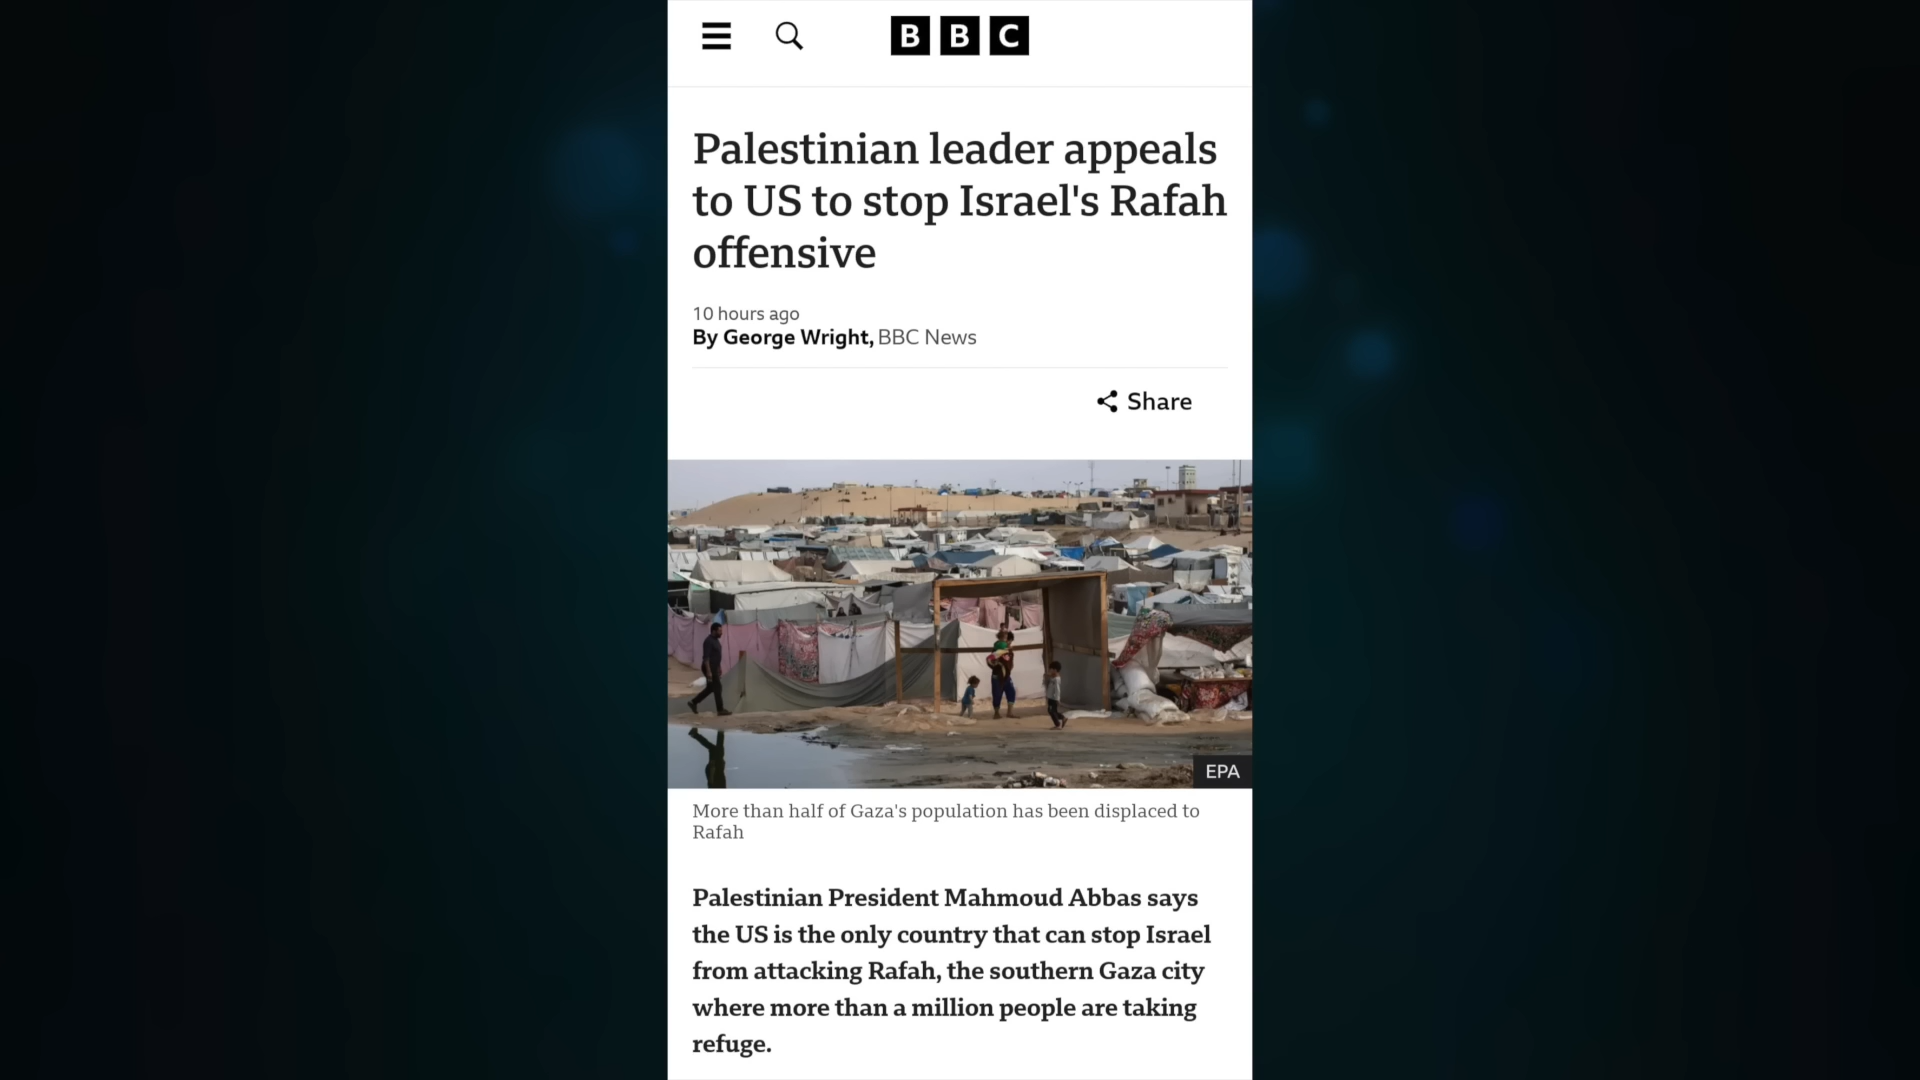 BBC
Palestinian leader appeals
to US to stop Israel's Rafah
offensive
10 hours ago
By George Wright, BBC News
Share
EPA
More than half of Gaza's population has been displaced to
Rafah
Palestinian President Mahmoud Abbas says
the US is the only country that can stop Israel
from attacking Rafah, the southern Gaza city
where more than a million people are taking
refuge.